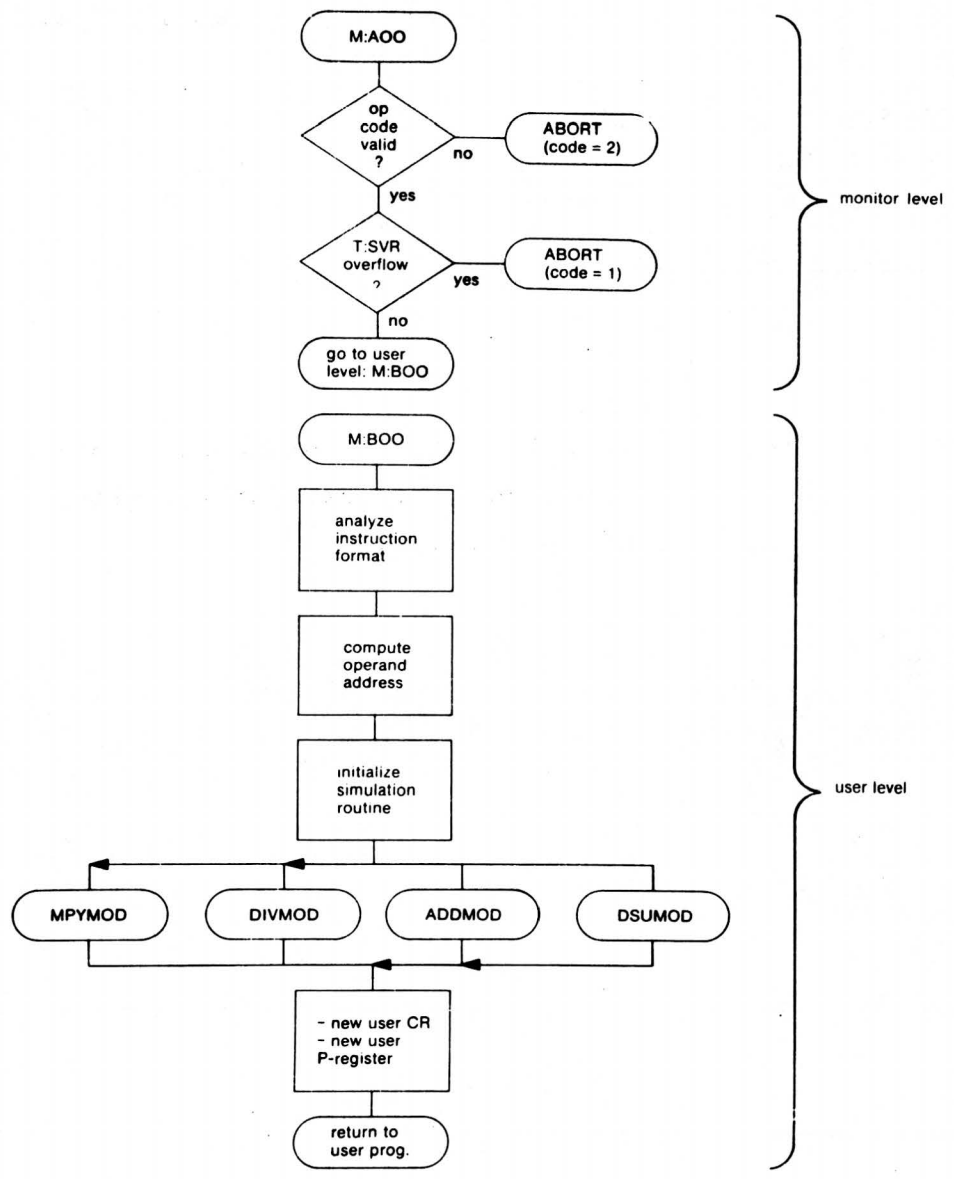 M:AOO
op
code
valid
?
no
ABORT
(code = 2)
yes
monitor level
T:SVR
overflow
?
yes
ABORT
(code = 1)
no
go to user
level: M:BOO
M:BOO
analyze
instruction
format
compute
operand
address
initialize
simulation
routine
user level
MPYMOD
DIVMOD
ADDMOD
DSUMOD
- new user CR
- new user
P-register
return to
user prog.